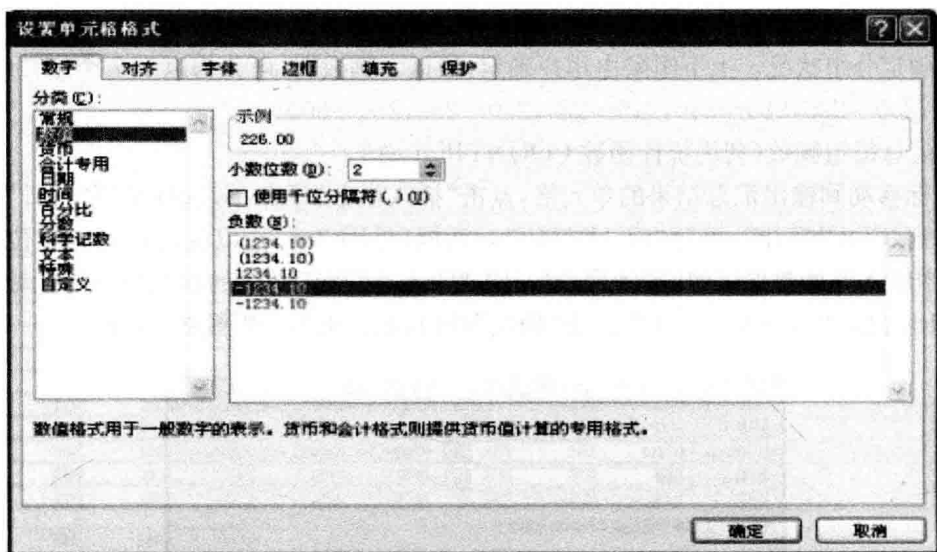 设置单元格格式
数字 对齐 字体 边框 填充 保护
分类(C):
常规
数值
货币
会计专用
日期
时间
百分比
分数
科学记数
文本
特殊
自定义
示例
226.00
小数位数(D): 2
使用千位分隔符(,)(U)
负数(N):
(1234.10)
(1234.10)
1234.10
-1234.10
-1234.10
数值格式用于一般数字的表示。货币和会计格式则提供货币值计算的专用格式。
确定 取消